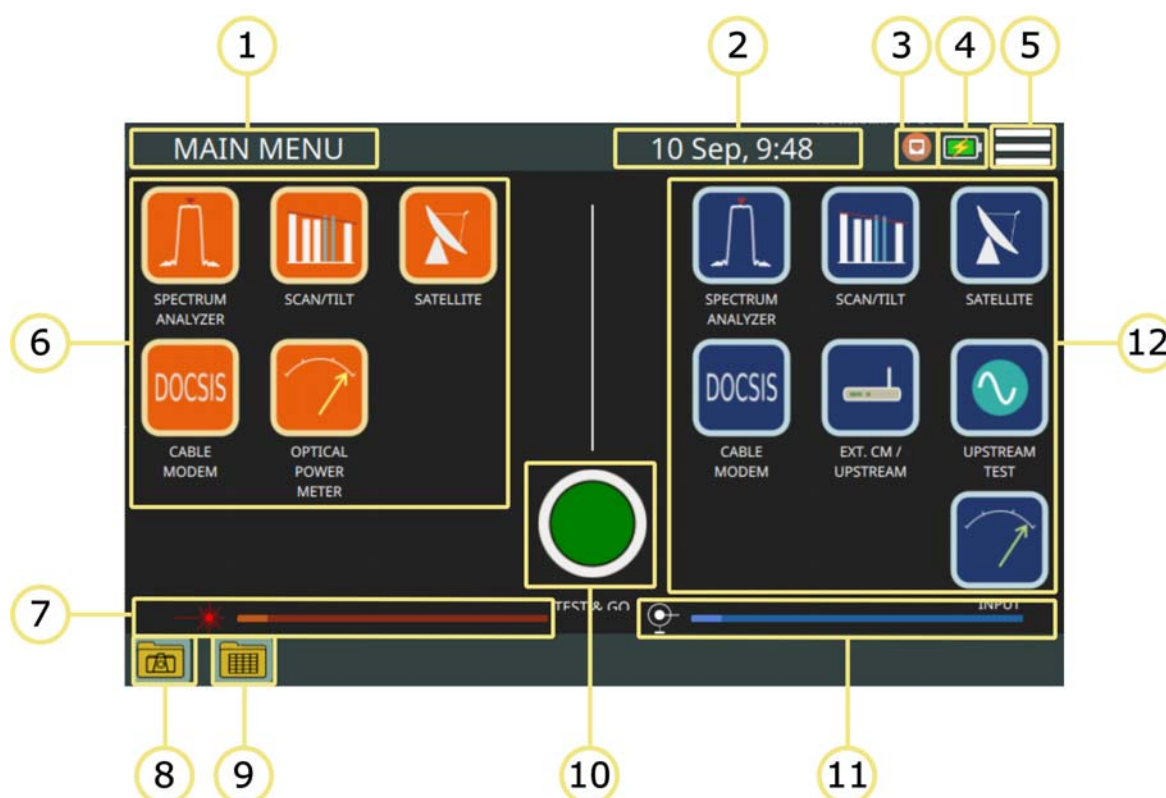 1
2
3
4
5
MAIN MENU
10 Sep, 9:48
SPECTRUM
ANALYZER
SCAN/TILT
SATELLITE
DOCSIS
CABLE
MODEM
OPTICAL
POWER
METER
SPECTRUM
ANALYZER
SCAN/TILT
SATELLITE
DOCSIS
CABLE
MODEM
EXT. CM /
UPSTREAM
UPSTREAM
TEST
6
12
7
TEST & GO
INPUT
8
9
10
11